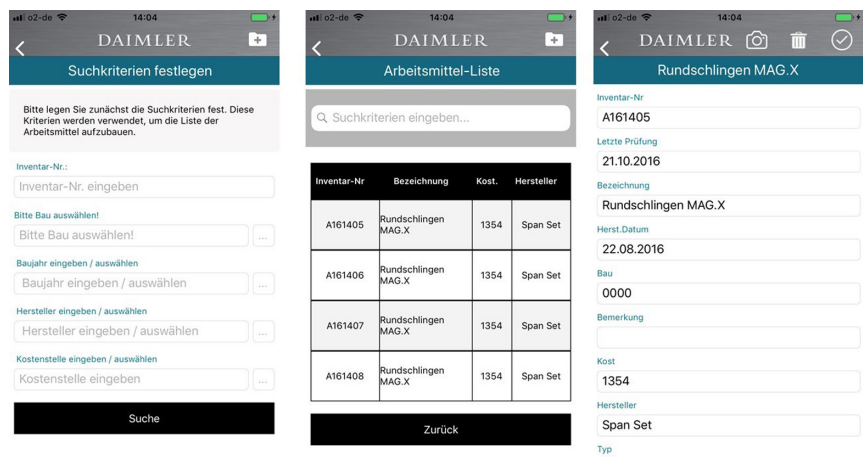 o2-de 14:04
DAIMLER
Suchkriterien festlegen
Bitte legen Sie zunächst die Suchkriterien fest. Diese
Kriterien werden verwendet, um die Liste der
Arbeitsmittel aufzubauen.
Inventar-Nr.:
Inventar-Nr. eingeben
Bitte Bau auswählen!
Bitte Bau auswählen! ...
Baujahr eingeben / auswählen
Baujahr eingeben / auswählen ...
Hersteller eingeben / auswählen
Hersteller eingeben / auswählen ...
Kostenstelle eingeben / auswählen
Kostenstelle eingeben ...
Suche
o2-de 14:04
DAIMLER
Arbeitsmittel-Liste
Suchkriterien eingeben...
Inventar-Nr Bezeichnung Kost. Hersteller
A161405 Rundschlingen MAG.X 1354 Span Set
A161406 Rundschlingen MAG.X 1354 Span Set
A161407 Rundschlingen MAG.X 1354 Span Set
A161408 Rundschlingen MAG.X 1354 Span Set
Zurück
o2-de 14:04
DAIMLER
Rundschlingen MAG.X
Inventar-Nr
A161405
Letzte Prüfung
21.10.2016
Bezeichnung
Rundschlingen MAG.X
Herst.Datum
22.08.2016
Bau
0000
Bemerkung
Kost
1354
Hersteller
Span Set
Typ